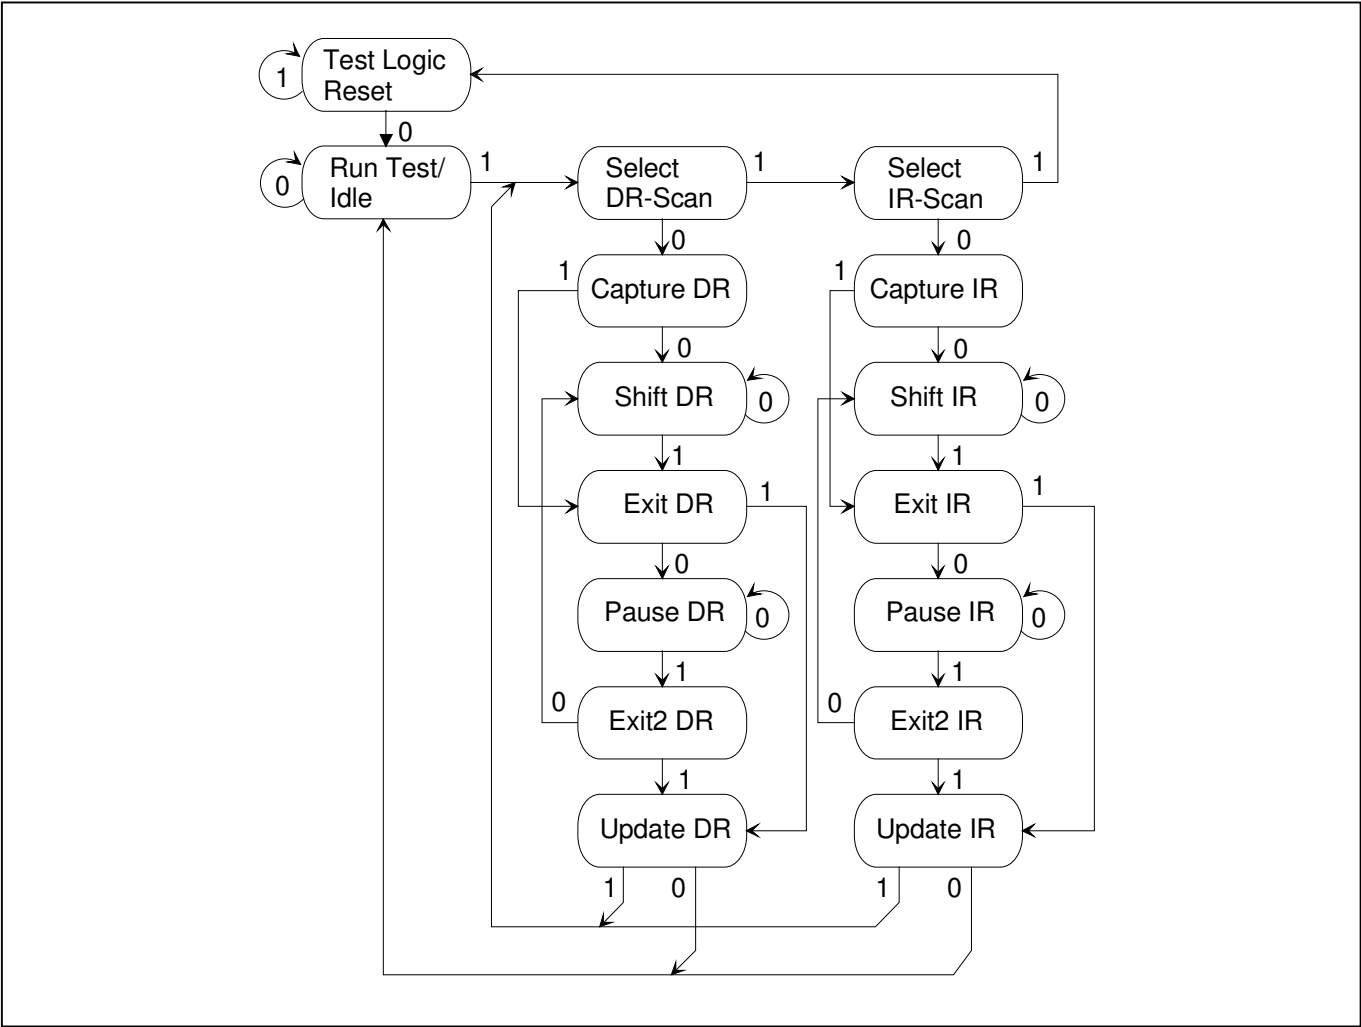 Test Logic
Reset
1
0
Run Test/
Idle
0
1
Select
DR-Scan
1
Select
IR-Scan
1
0
0
1
Capture DR
1
Capture IR
0
0
Shift DR
0
Shift IR
0
1
1
Exit DR
1
Exit IR
1
0
0
Pause DR
0
Pause IR
0
1
1
0
Exit2 DR
0
Exit2 IR
1
1
Update DR
Update IR
1
0
1
0